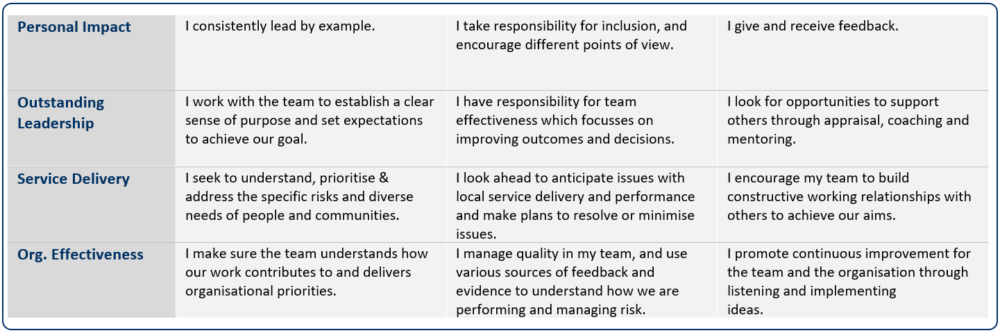 Personal Impact
I consistently lead by example.
I take responsibility for inclusion, and
encourage different points of view.
I give and receive feedback.
Outstanding
Leadership
I work with the team to establish a clear
sense of purpose and set expectations
to achieve our goal.
I have responsibility for team
effectiveness which focusses on
improving outcomes and decisions.
I look for opportunities to support
others through appraisal, coaching and
mentoring.
Service Delivery
I seek to understand, prioritise &
address the specific risks and diverse
needs of people and communities.
I look ahead to anticipate issues with
local service delivery and performance
and make plans to resolve or minimise
issues.
I encourage my team to build
constructive working relationships with
others to achieve our aims.
Org. Effectiveness
I make sure the team understands how
our work contributes to and delivers
organisational priorities.
I manage quality in my team, and use
various sources of feedback and
evidence to understand how we are
performing and managing risk.
I promote continuous improvement for
the team and the organisation through
listening and implementing
ideas.